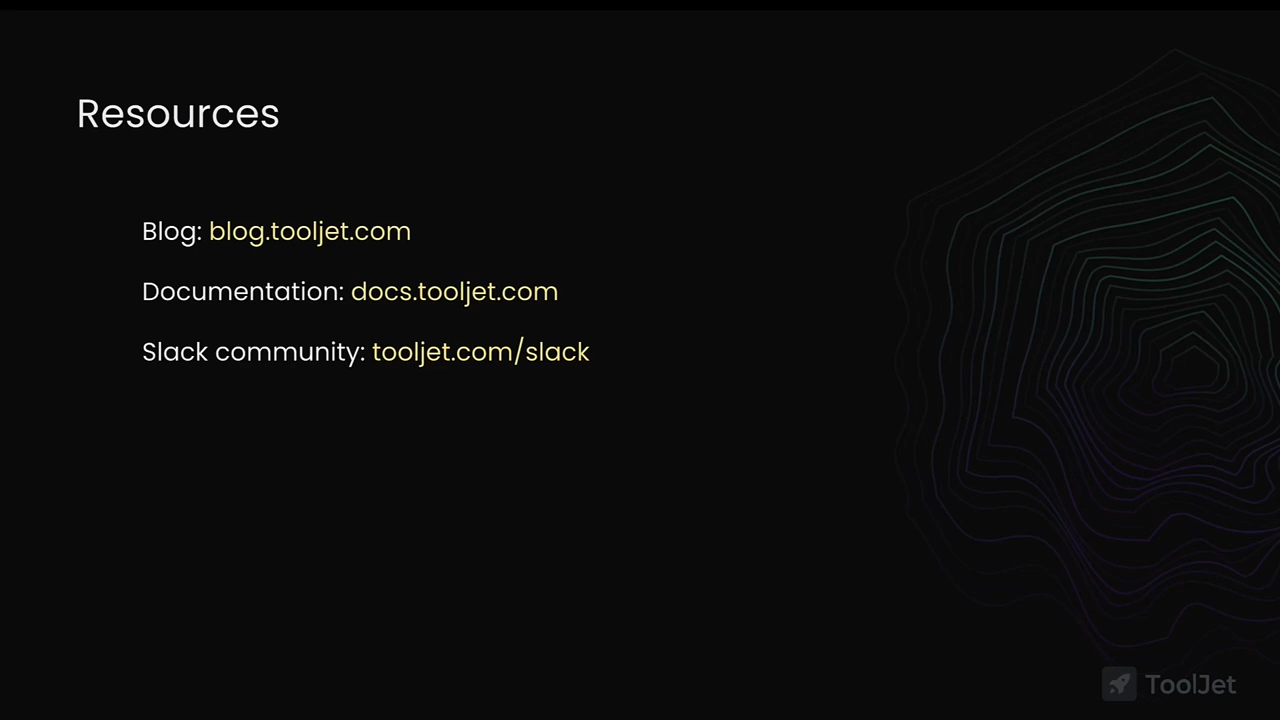 Resources
Blog: blog.tooljet.com
Documentation: docs.tooljet.com
Slack community: tooljet.com/slack
ToolJet